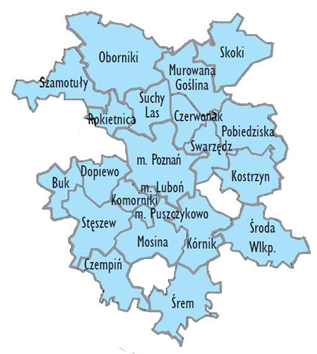 Oborniki
Skoki
Murowana
Goślina
Szamotuły
Suchy
Las
Rokietnica
Czerwonak
Pobiedziska
Swarzędz
m. Poznań
Kostrzyn
Dopiewo
Buk
m. Luboń
Komorniki
m. Puszczykowo
Stęszew
Środa
Wlkp.
Mosina
Kórnik
Czempiń
Śrem